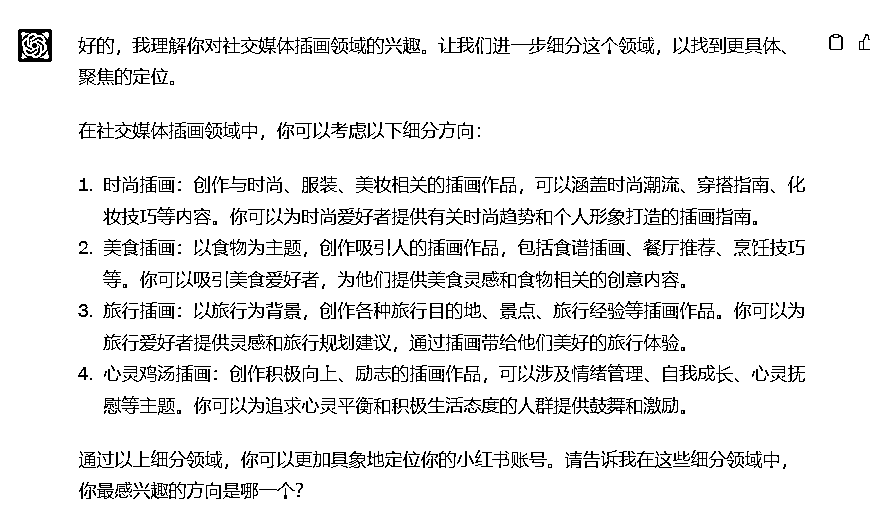 好的，我理解你对社交媒体插画领域的兴趣。让我们进一步细分这个领域，以找到更具体、
聚焦的定位。
在社交媒体插画领域中，你可以考虑以下细分方向：
1. 时尚插画：创作与时尚、服装、美妆相关的插画作品，可以涵盖时尚潮流、穿搭指南、化
妆技巧等内容。你可以为时尚爱好者提供有关时尚趋势和个人形象打造的插画指南。
2. 美食插画：以食物为主题，创作吸引人的插画作品，包括食谱插画、餐厅推荐、烹饪技巧
等。你可以吸引美食爱好者，为他们提供美食灵感和食物相关的创意内容。
3. 旅行插画：以旅行为背景，创作各种旅行目的地、景点、旅行经验等插画作品。你可以为
旅行爱好者提供灵感和旅行规划建议，通过插画带给他们美好的旅行体验。
4. 心灵鸡汤插画：创作积极向上、励志的插画作品，可以涉及情绪管理、自我成长、心灵抚
慰等主题。你可以为追求心灵平衡和积极生活态度的人群提供鼓舞和激励。
通过以上细分领域，你可以更加具象地定位你的小红书账号。请告诉我在这些细分领域中，
你最感兴趣的方向是哪一个？